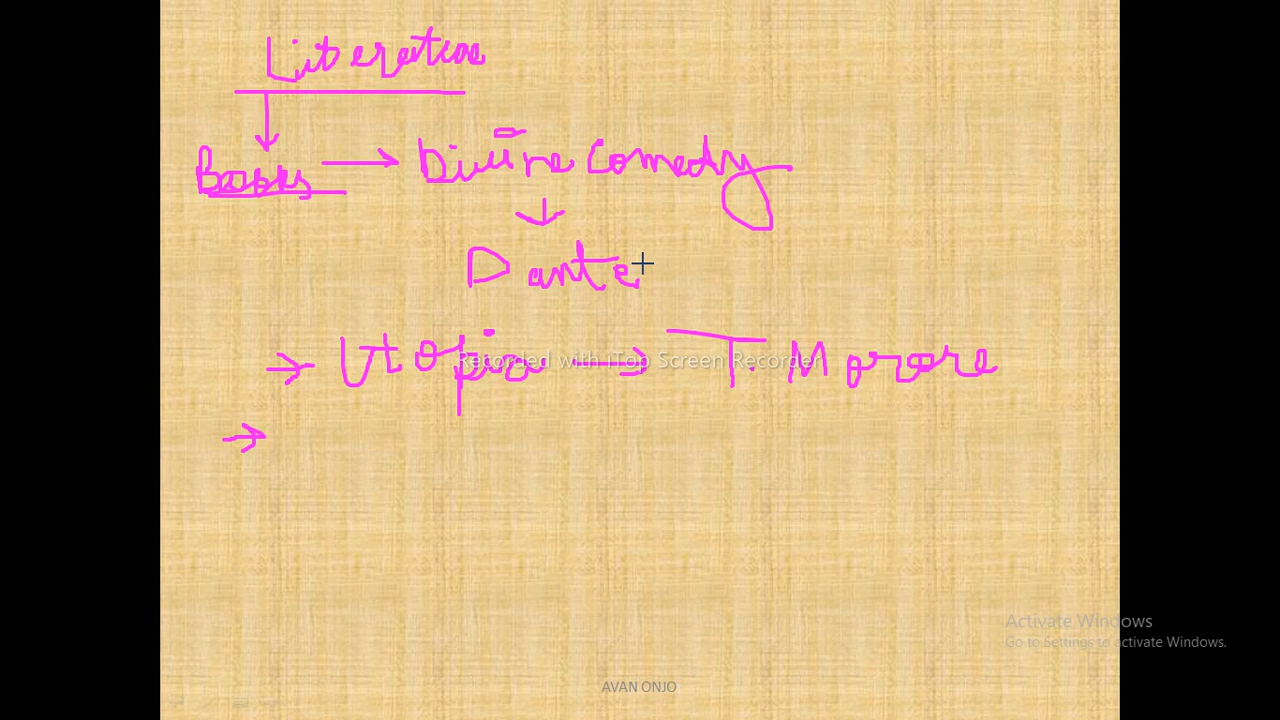 Literature
Books → Divine Comedy
↓
Dante
→ Utopia → T. Morore
→
Recorded with iTop Screen Recorder
Activate Windows
Go to Settings to activate Windows.
AVAN ONJO